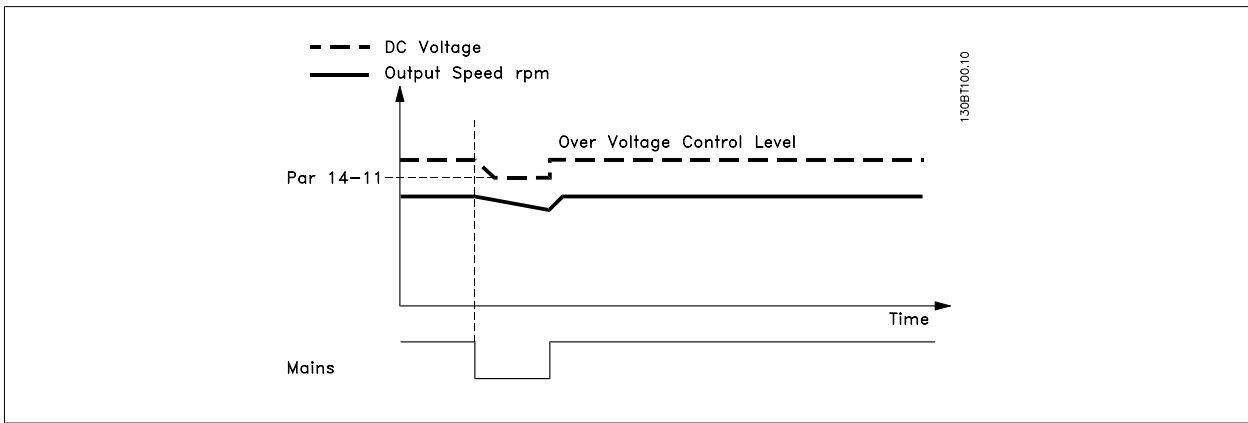 DC Voltage
Output Speed rpm
130BT100.10
Over Voltage Control Level
Par 14-11
Time
Mains